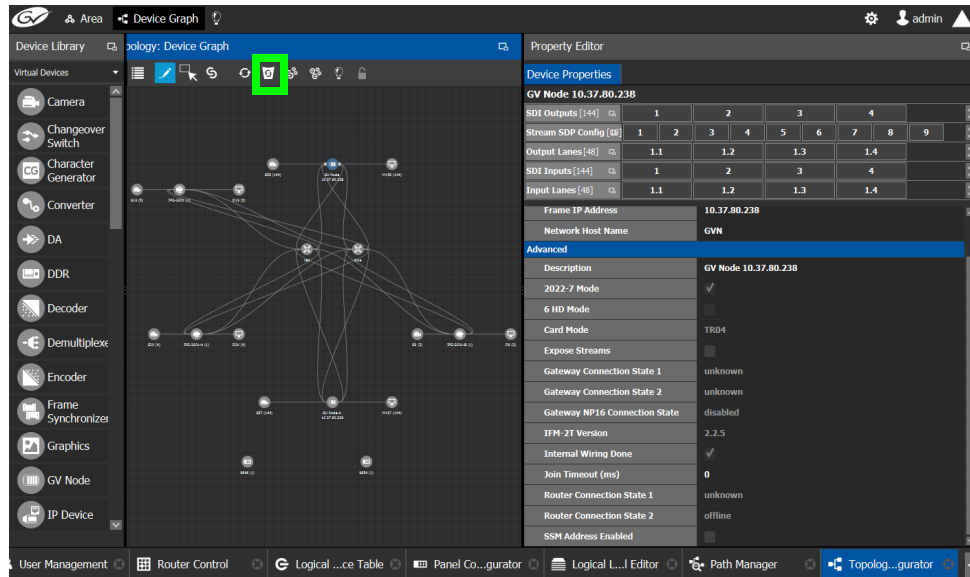 GV Area Device Graph admin
Device Library
pology: Device Graph
Property Editor
Virtual Devices
Camera
Changeover
Switch
Character
Generator
Converter
DA
DDR
Decoder
Demultiplexe
Encoder
Frame
Synchronizer
Graphics
GV Node
IP Device
Device Properties
GV Node 10.37.80.238
SDI Outputs [144] 1 2 3 4
Stream SDP Config 1 2 3 4 5 6 7 8 9
Output Lanes [48] 1.1 1.2 1.3 1.4
SDI Inputs [144] 1 2 3 4
Input Lanes [48] 1.1 1.2 1.3 1.4
Frame IP Address 10.37.80.238
Network Host Name GVN
Advanced
Description GV Node 10.37.80.238
2022-7 Mode
6 HD Mode
Card Mode TR04
Expose Streams
Gateway Connection State 1 unknown
Gateway Connection State 2 unknown
Gateway NP16 Connection State disabled
IFM-2T Version 2.2.5
Internal Wiring Done
Join Timeout (ms) 0
Router Connection State 1 unknown
Router Connection State 2 offline
SSM Address Enabled
User Management Router Control Logical ...ce Table Panel Co...gurator Logical L...l Editor Path Manager Topolog...gurator